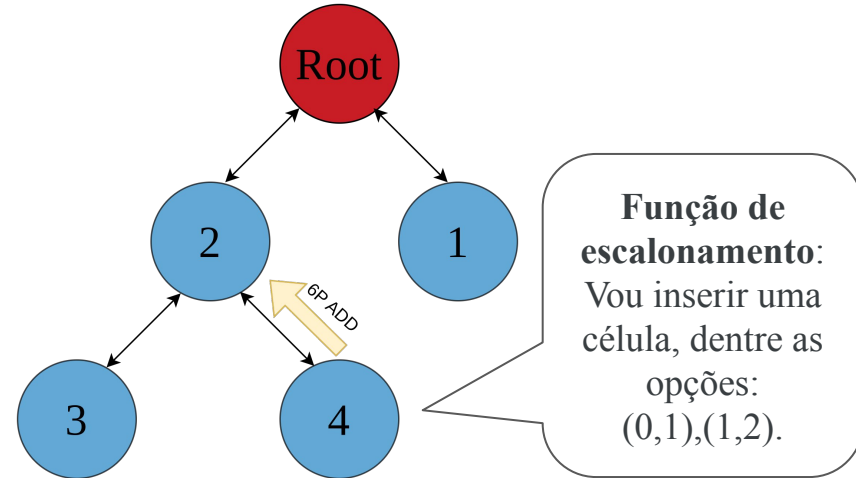 Root
2
1
6P ADD
3
4
Função de
escalonamento:
Vou inserir uma
célula, dentre as
opções:
(0,1),(1,2).